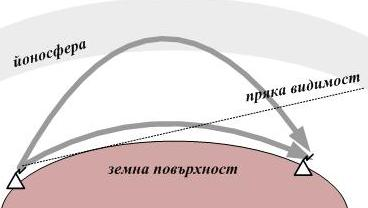 йоносфера
пряка видимост
земна повърхност